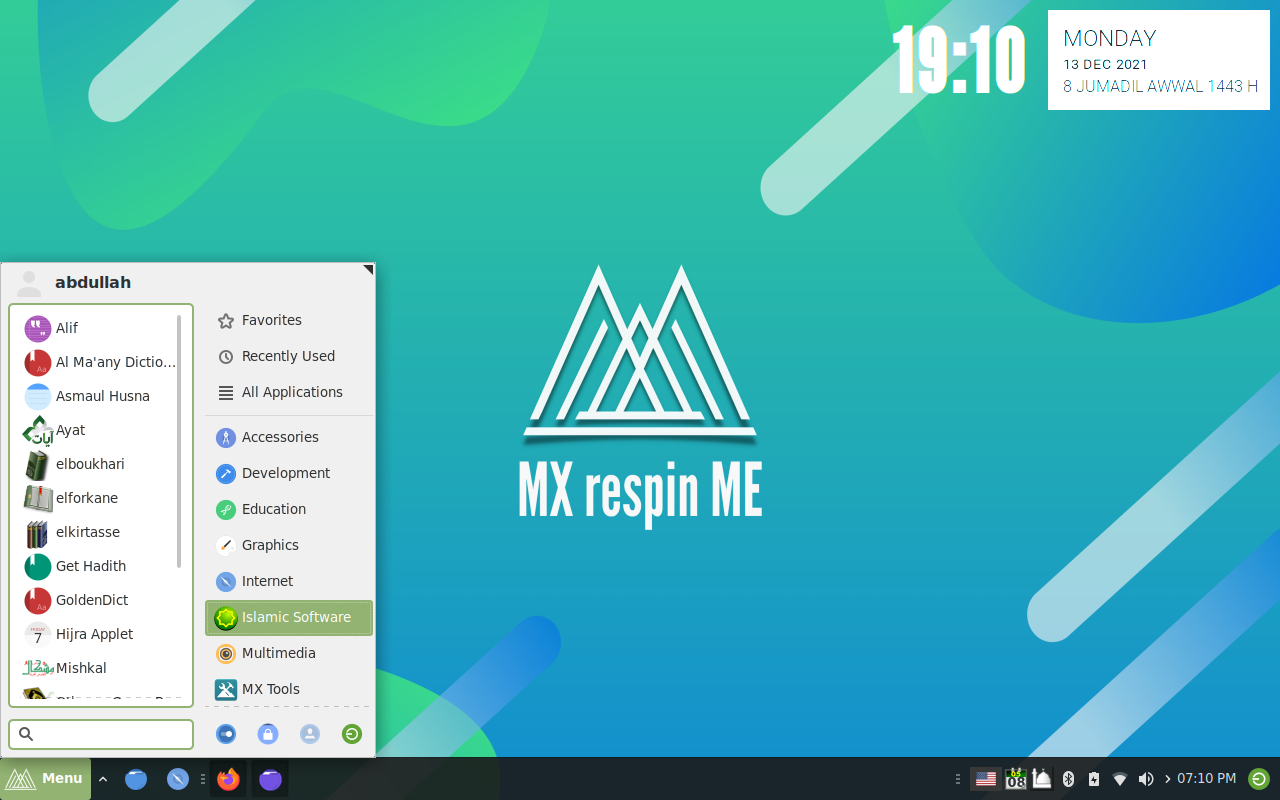 19:10
MONDAY
13 DEC 2021
8 JUMADIL AWWAL 1443 H
MX respin ME
abdullah
Alif
Al Ma'any Dictio...
Asmaul Husna
Ayat
elboukhari
elforkane
elkirtasse
Get Hadith
GoldenDict
Hijra Applet
Mishkal
Favorites
Recently Used
All Applications
Accessories
Development
Education
Graphics
Internet
Islamic Software
Multimedia
MX Tools
Menu
05
08
07:10 PM